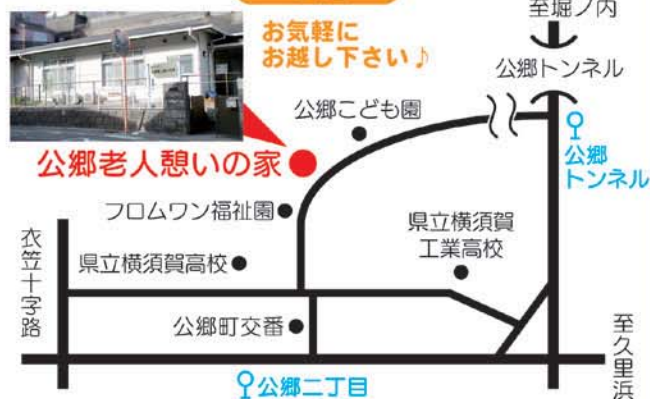 お気軽に
お越し下さい♪
至堀ノ内
公郷トンネル
公郷こども園
公郷
トンネル
公郷老人憩いの家
フロムワン福祉園
県立横須賀
工業高校
衣笠十字路
県立横須賀高校
公郷町交番
至久里浜
公郷二丁目